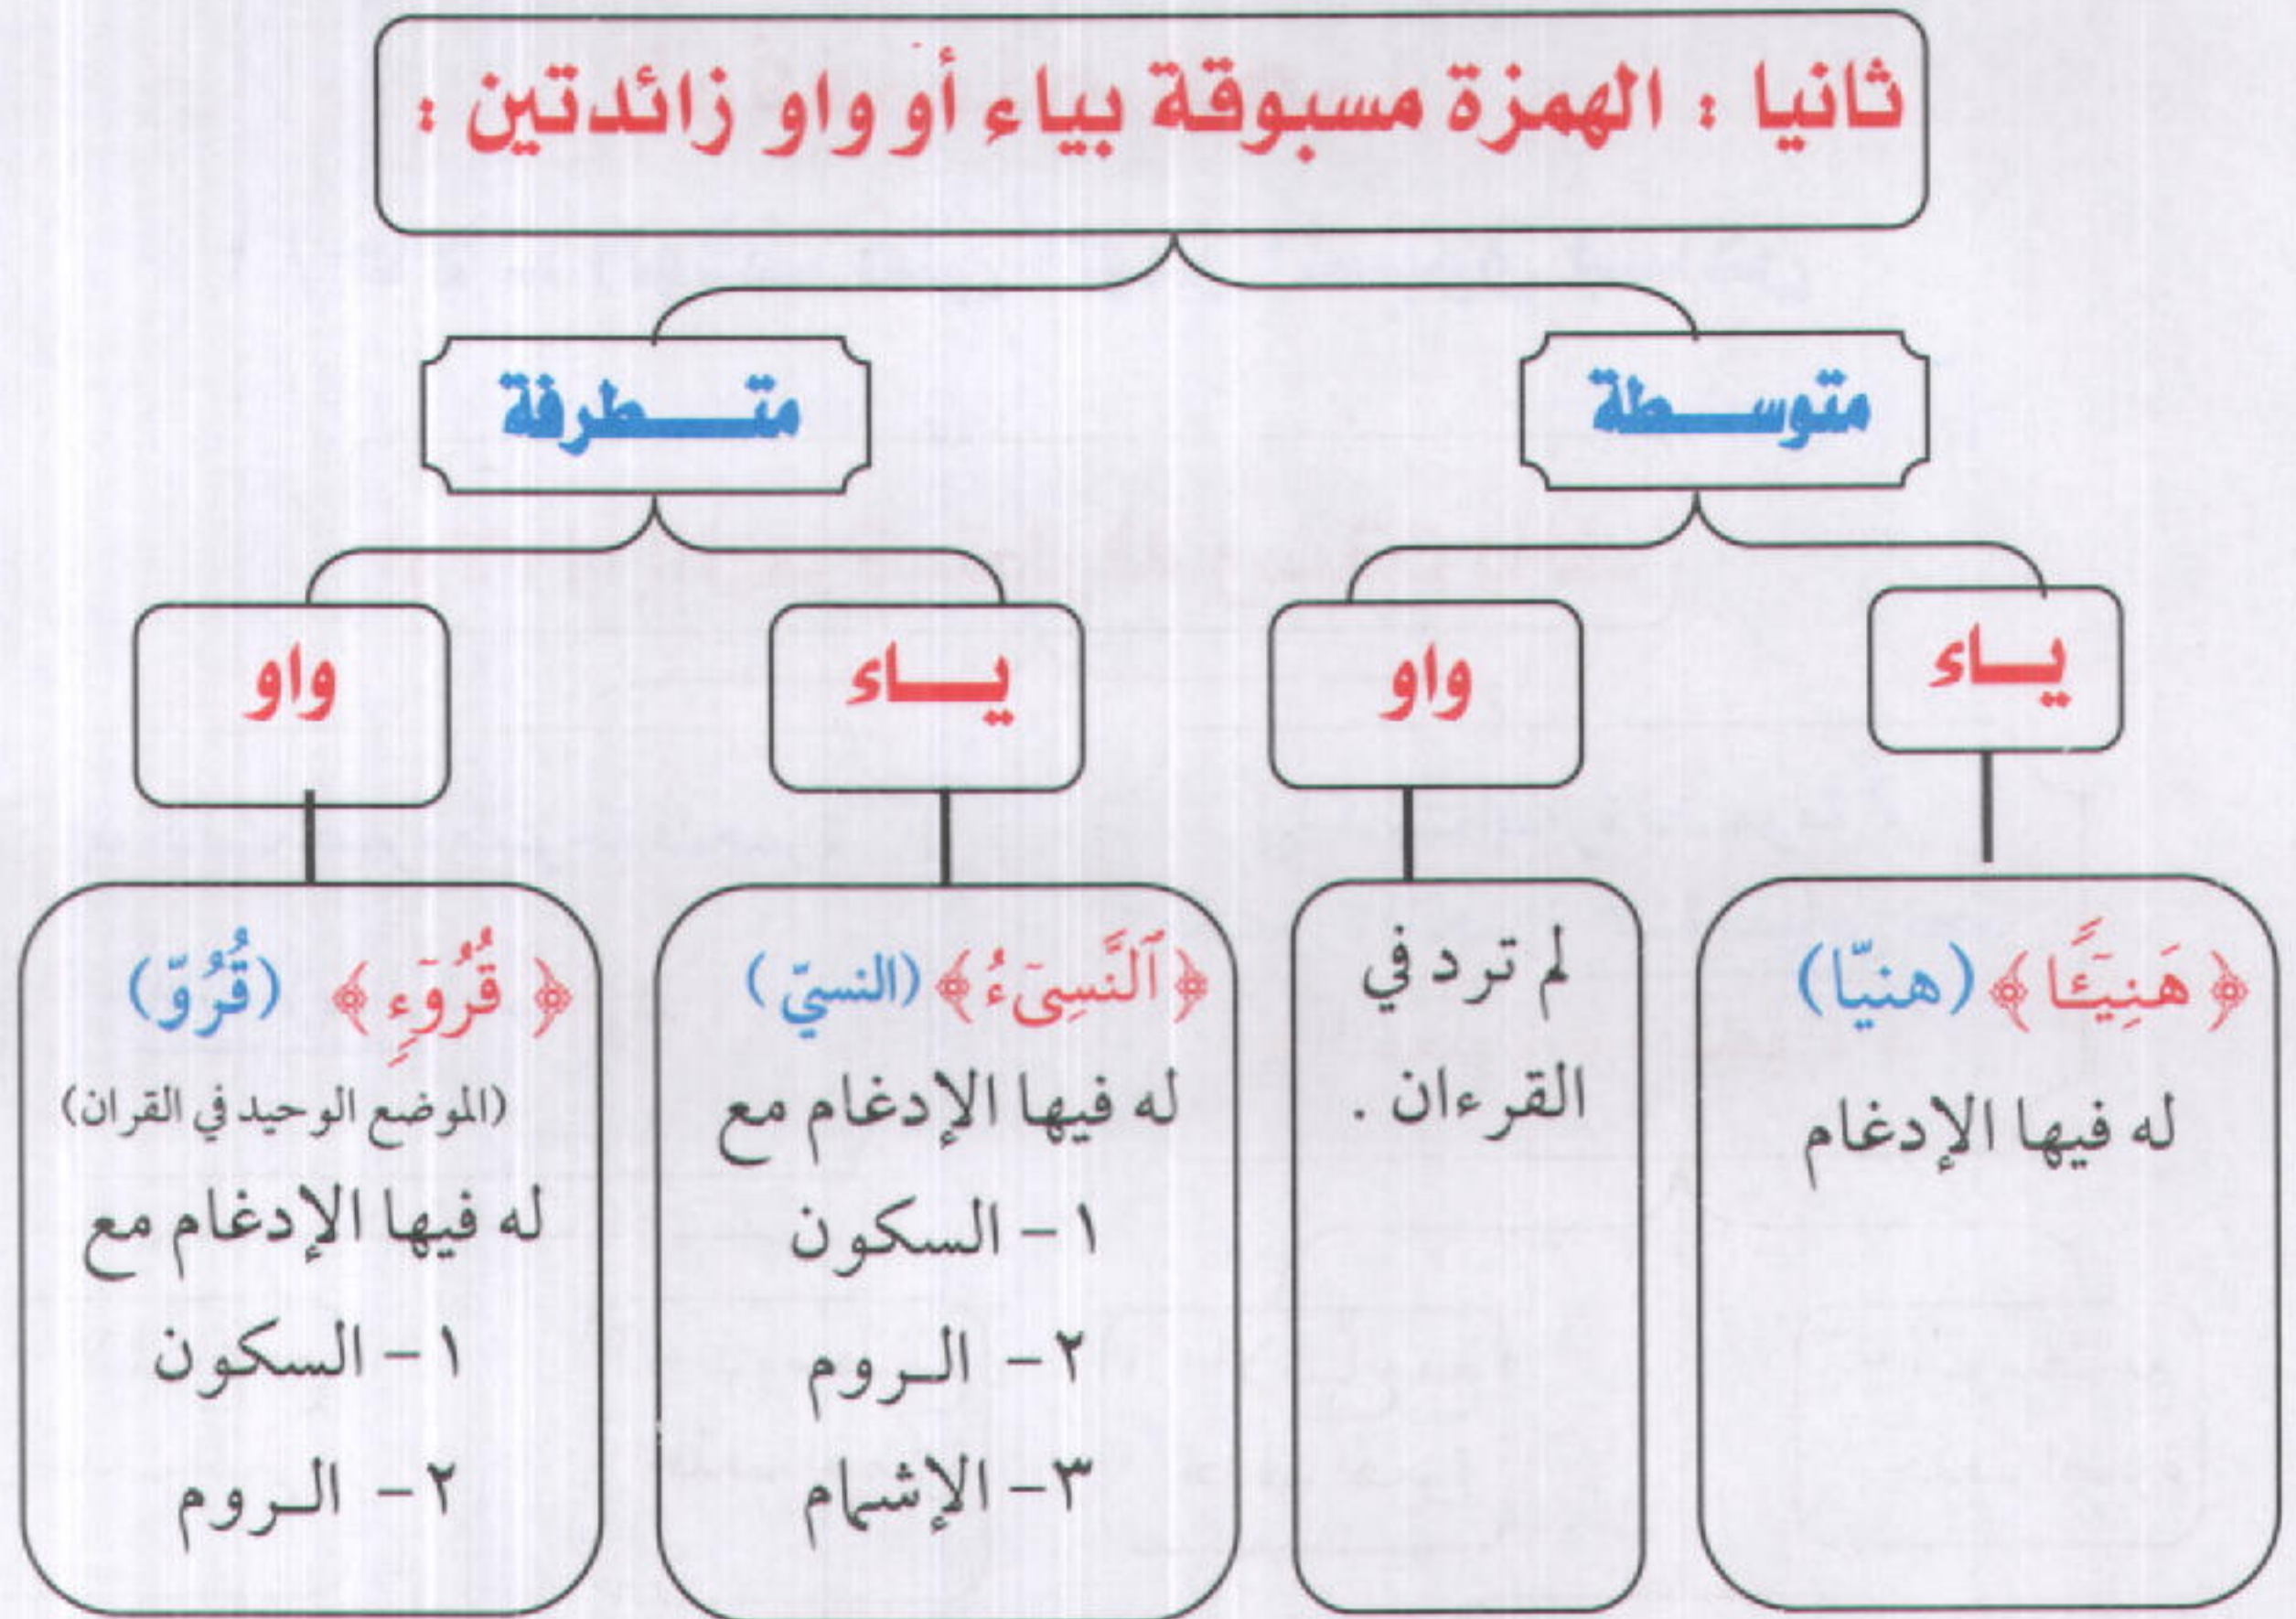 ثانيا : الهمزة مسبوقة بياء أو واو زائدتين :
متوسطة
متطرفة
ياء
واو
ياء
واو
﴿ هَنِيٓـًٔا ﴾ (هنيّا)
له فيها الإدغام
لم ترد في
القرءان .
﴿ ٱلنَّسِىٓءُ ﴾ (النسيّ)
له فيها الإدغام مع
١ - السكون
٢ - الروم
٣ - الإشمام
﴿ قُرُوٓءٍ ﴾ (قُرُوّ)
(الموضع الوحيد في القران)
له فيها الإدغام مع
١ - السكون
٢ - الروم